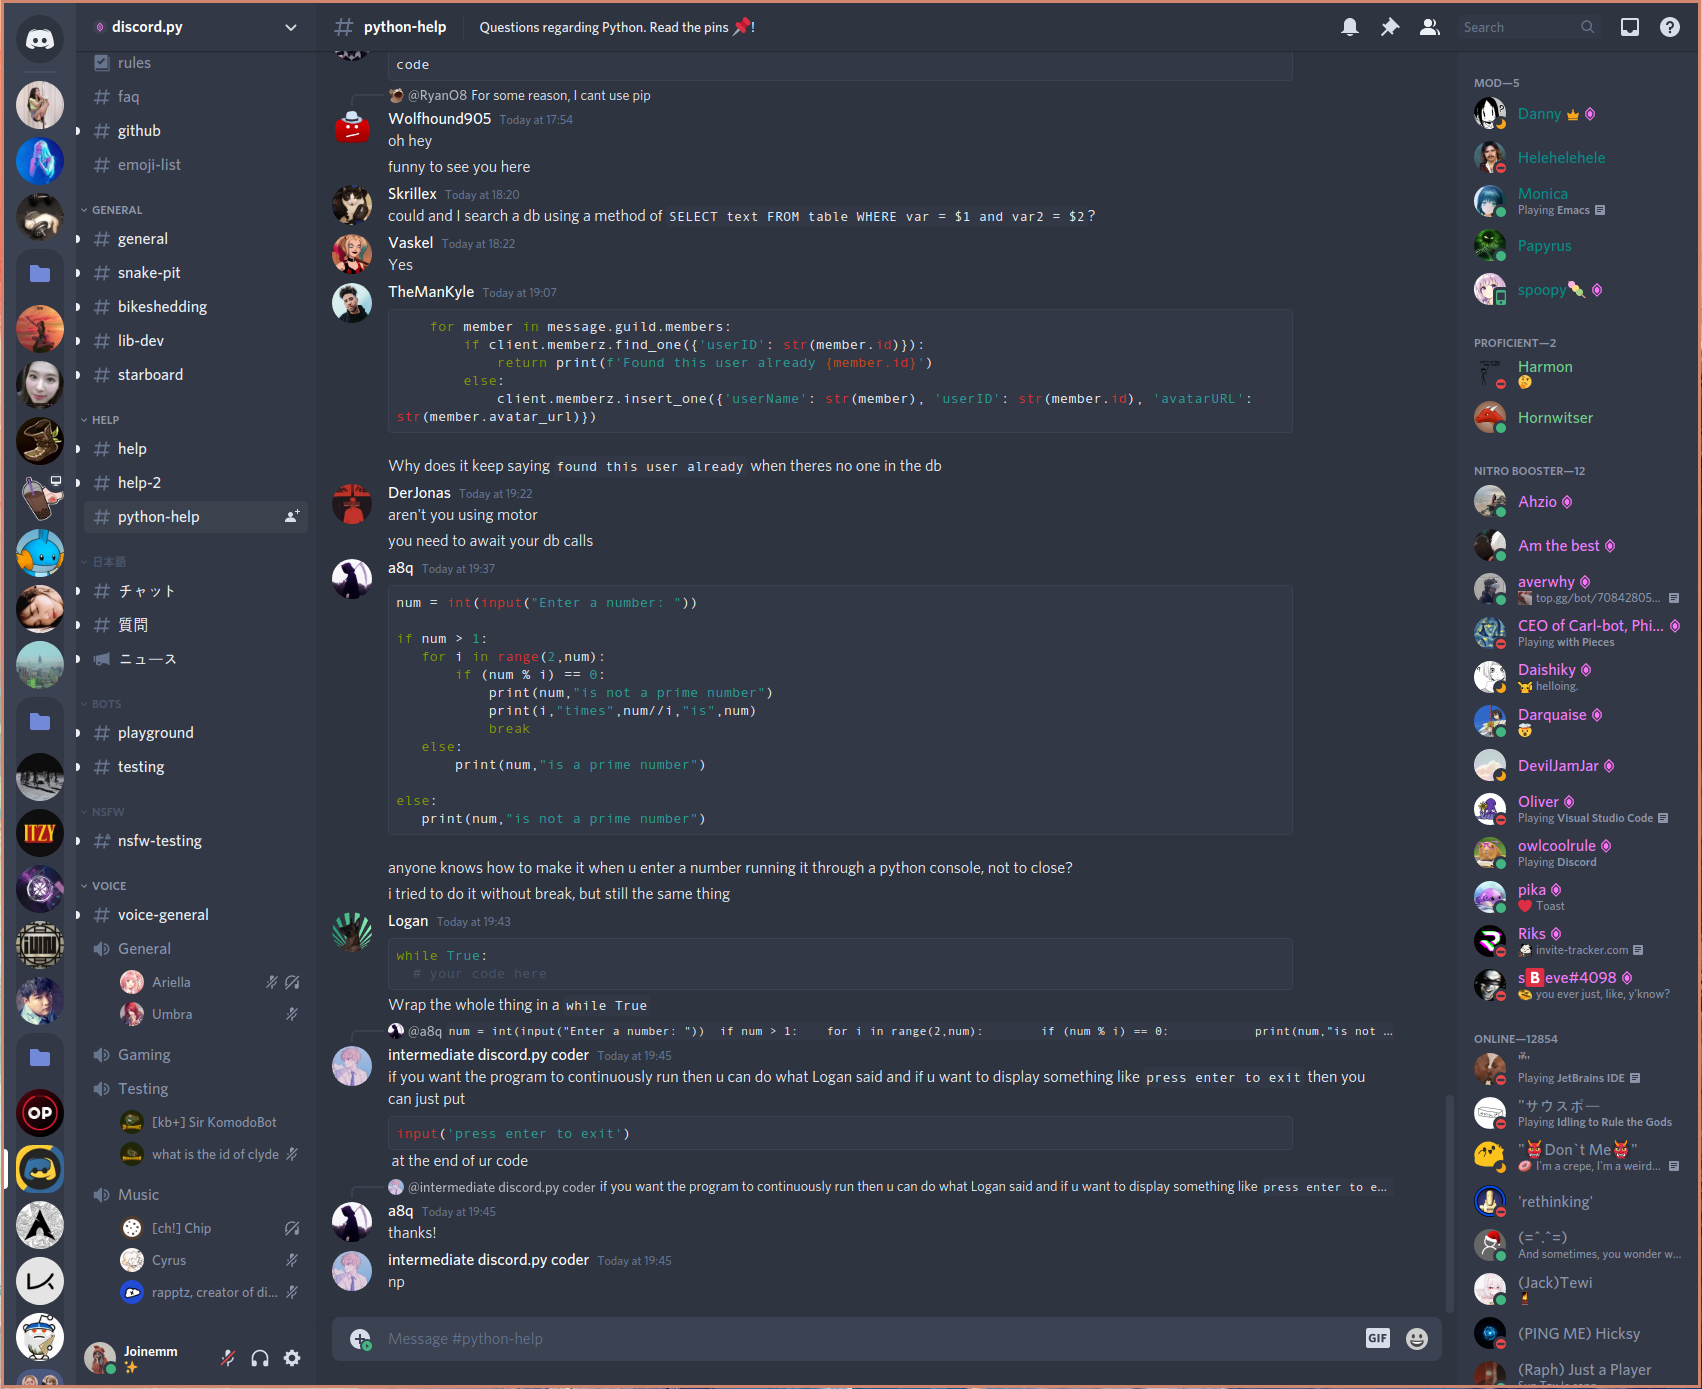 discord.py
rules
faq
github
emoji-list
GENERAL
general
snake-pit
bikeshedding
lib-dev
starboard
HELP
help
help-2
python-help
日本語
チャット
質問
ニュース
BOTS
playground
testing
NSFW
nsfw-testing
VOICE
voice-general
General
Ariella
Umbra
Gaming
Testing
[kb+] Sir KomodoBot
what is the id of clyde
Music
[ch!] Chip
Cyrus
rapptz, creator of di...
Joinemm
ITZY
OP
python-help
Questions regarding Python. Read the pins 📌!
Search
code
@RyanO8 For some reason, I cant use pip
Wolfhound905 Today at 17:54
oh hey
funny to see you here
Skrillex Today at 18:20
could and I search a db using a method of SELECT text FROM table WHERE var = $1 and var2 = $2?
Vaskel Today at 18:22
Yes
TheManKyle Today at 19:07
for member in message.guild.members:
if client.memberz.find_one({'userID': str(member.id)}):
return print(f'Found this user already {member.id}')
else:
client.memberz.insert_one({'userName': str(member), 'userID': str(member.id), 'avatarURL':
str(member.avatar_url)})
Why does it keep saying found this user already when theres no one in the db
DerJonas Today at 19:22
aren't you using motor
you need to await your db calls
a8q Today at 19:37
num = int(input("Enter a number: "))
if num > 1:
for i in range(2,num):
if (num % i) == 0:
print(num,"is not a prime number")
print(i,"times",num//i,"is",num)
break
else:
print(num,"is a prime number")
else:
print(num,"is not a prime number")
anyone knows how to make it when u enter a number running it through a python console, not to close?
i tried to do it without break, but still the same thing
Logan Today at 19:43
while True:
# your code here
Wrap the whole thing in a while True
@a8q num = int(input("Enter a number: ")) if num > 1: for i in range(2,num): if (num % i) == 0: print(num,"is not ...
intermediate discord.py coder Today at 19:45
if you want the program to continuously run then u can do what Logan said and if u want to display something like press enter to exit then you
can just put
input('press enter to exit')
at the end of ur code
@intermediate discord.py coder if you want the program to continuously run then u can do what Logan said and if u want to display something like press enter to e...
a8q Today at 19:45
thanks!
intermediate discord.py coder Today at 19:45
np
Message #python-help
GIF
MOD—5
Danny
Helehelehele
Monica
Playing Emacs
Papyrus
spoopy🍡
PROFICIENT—2
Harmon
🤔
Hornwitser
NITRO BOOSTER—12
Ahzio
Am the best
averwhy
top.gg/bot/70842805...
CEO of Carl-bot, Phi...
Playing with Pieces
Daishiky
helloing.
Darquaise
🤯
DevilJamJar
Oliver
Playing Visual Studio Code
owlcoolrule
Playing Discord
pika
❤️ Toast
Riks
invite-tracker.com
s🅱️eve#4098
you ever just, like, y'know?
ONLINE—12854
Playing JetBrains IDE
"サウスポー
Playing Idling to Rule the Gods
"👹Don`t Me👹"
I'm a crepe, I'm a weird...
'rethinking'
(=ˆ.ˆ=)
And sometimes, you wonder w...
(Jack)Tewi
(PING ME) Hicksy
(Raph) Just a Player